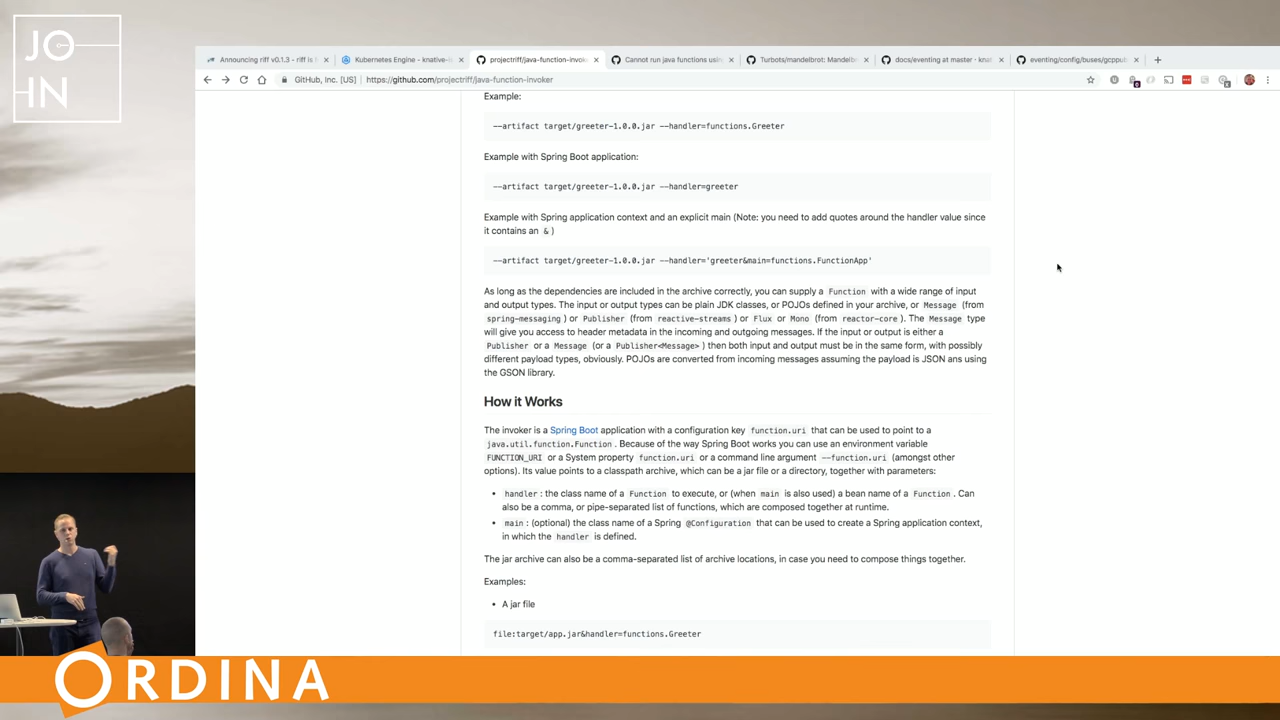 JO
HN
Announcing riff v0.1.3 - riff is
Kubernetes Engine - knative-
projectriff/java-function-invok
Cannot run java functions using
Turbots/mandelbrot: Mandelb
docs/eventing at master · kna
eventing/config/buses/gcppub
GitHub, Inc. [US] | https://github.com/projectriff/java-function-invoker
Example:
--artifact target/greeter-1.0.0.jar --handler=functions.Greeter
Example with Spring Boot application:
--artifact target/greeter-1.0.0.jar --handler=greeter
Example with Spring application context and an explicit main (Note: you need to add quotes around the handler value since
it contains an & )
--artifact target/greeter-1.0.0.jar --handler='greeter&main=functions.FunctionApp'
As long as the dependencies are included in the archive correctly, you can supply a Function with a wide range of input
and output types. The input or output types can be plain JDK classes, or POJOs defined in your archive, or Message (from
spring-messaging ) or Publisher (from reactive-streams ) or Flux or Mono (from reactor-core ). The Message type
will give you access to header metadata in the incoming and outgoing messages. If the input or output is either a
Publisher or a Message (or a Publisher<Message> ) then both input and output must be in the same form, with possibly
different payload types, obviously. POJOs are converted from incoming messages assuming the payload is JSON ans using
the GSON library.
How it Works
The invoker is a Spring Boot application with a configuration key function.uri that can be used to point to a
java.util.function.Function . Because of the way Spring Boot works you can use an environment variable
FUNCTION_URI or a System property function.uri or a command line argument --function.uri (amongst other
options). Its value points to a classpath archive, which can be a jar file or a directory, together with parameters:
• handler : the class name of a Function to execute, or (when main is also used) a bean name of a Function . Can
also be a comma, or pipe-separated list of functions, which are composed together at runtime.
• main : (optional) the class name of a Spring @Configuration that can be used to create a Spring application context,
in which the handler is defined.
The jar archive can also be a comma-separated list of archive locations, in case you need to compose things together.
Examples:
• A jar file
file:target/app.jar&handler=functions.Greeter
ORDINA